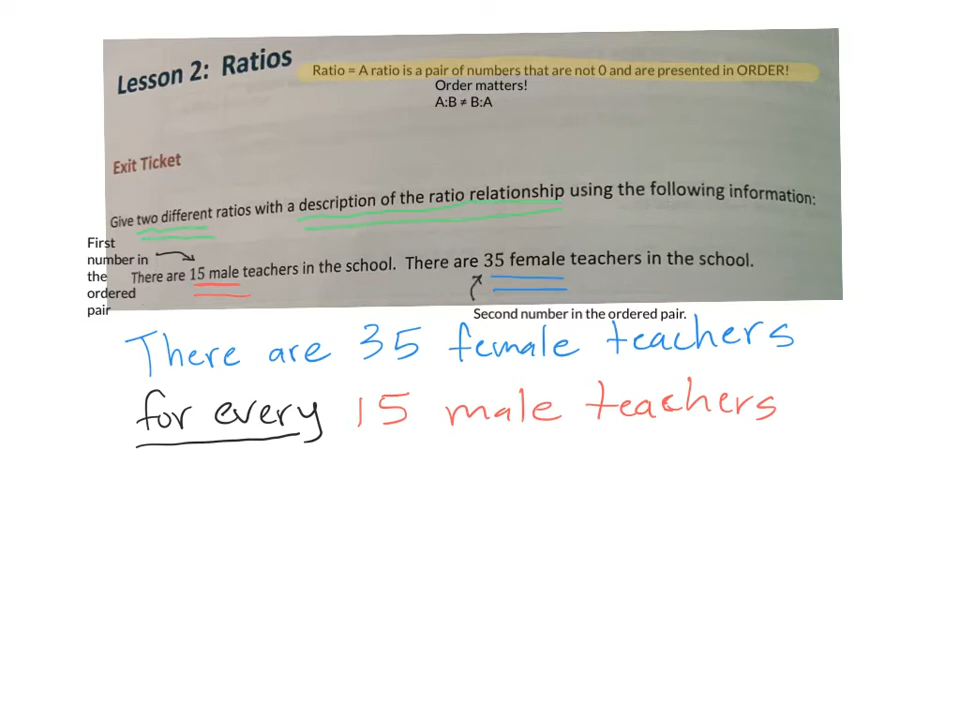 Lesson 2: Ratios
Ratio = A ratio is a pair of numbers that are not 0 and are presented in ORDER!
Order matters!
A:B ≠ B:A
Exit Ticket
Give two different ratios with a description of the ratio relationship using the following information:
First
number in
the
ordered
pair
There are 15 male teachers in the school. There are 35 female teachers in the school.
Second number in the ordered pair.
There are 35 female teachers
for every 15 male teachers